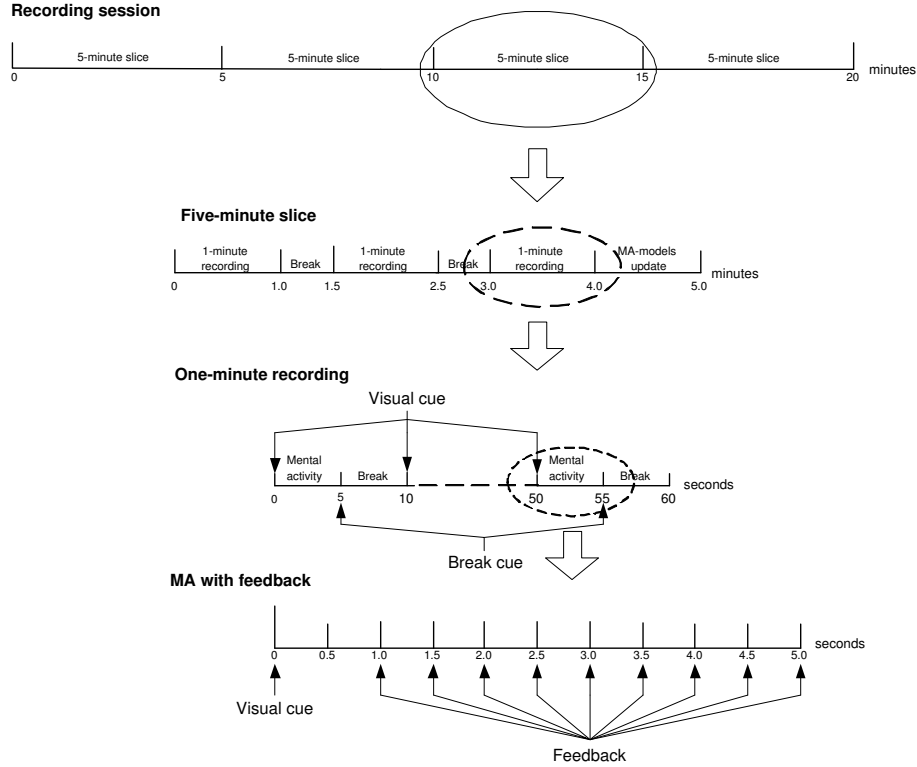 Recording session
5-minute slice 5-minute slice 5-minute slice 5-minute slice
0 5 10 15 20 minutes
Five-minute slice
1-minute recording Break 1-minute recording Break 1-minute recording MA-models update
0 1.0 1.5 2.5 3.0 4.0 5.0 minutes
One-minute recording
Visual cue
Mental activity Break Mental activity Break
0 5 10 50 55 60 seconds
Break cue
MA with feedback
0 0.5 1.0 1.5 2.0 2.5 3.0 3.5 4.0 4.5 5.0 seconds
Visual cue
Feedback